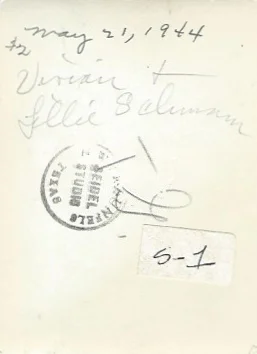 May 21, 1944
#2
Vivian +
Lillie
SEIDEL
STUDIO
TEXAS
S-1